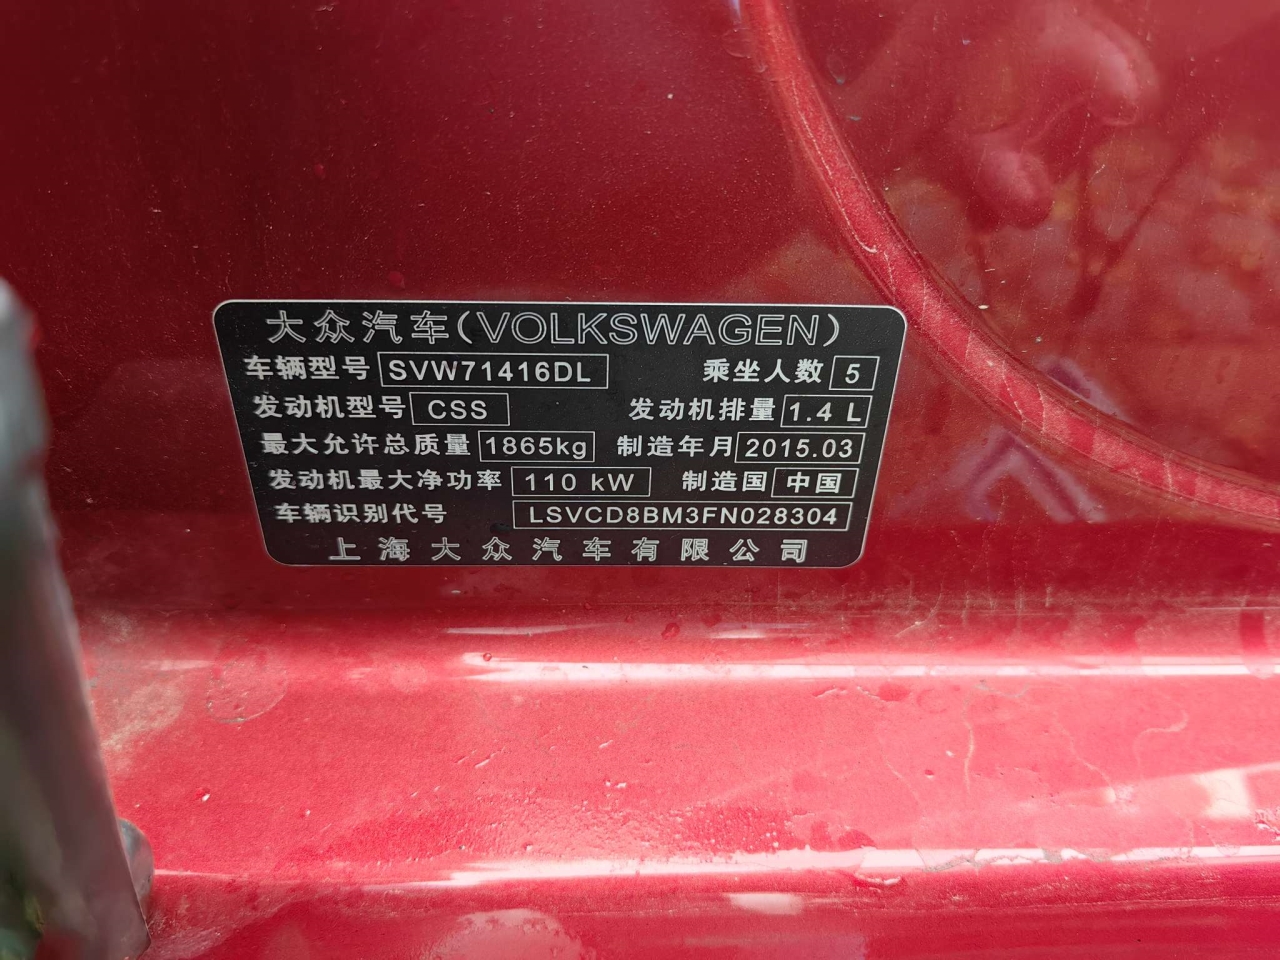 大众汽车(VOLKSWAGEN)
车辆型号 SVW71416DL 乘坐人数 5
发动机型号 CSS 发动机排量 1.4 L
最大允许总质量 1865kg 制造年月 2015.03
发动机最大净功率 110 kW 制造国 中国
车辆识别代号 LSVCD8BM3FN028304
上海大众汽车有限公司